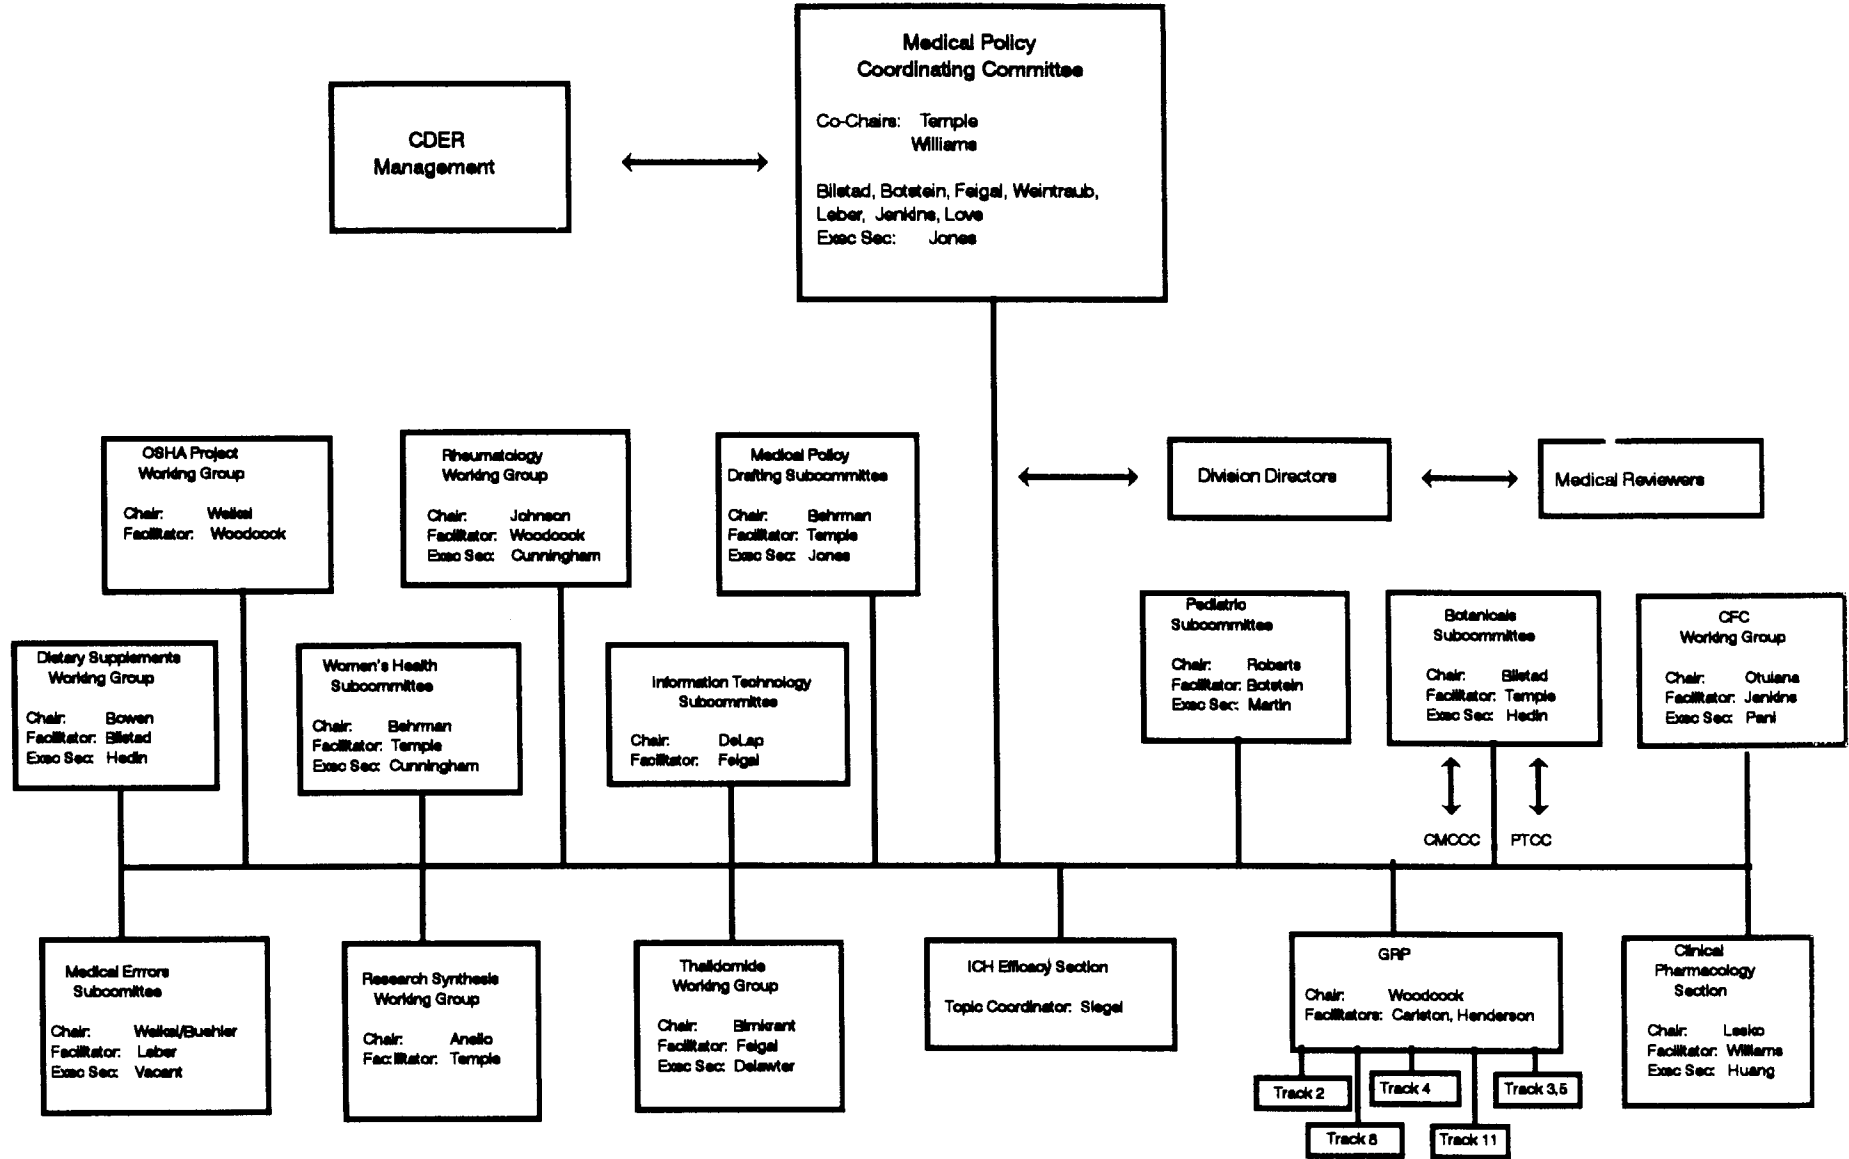 Medical Policy
Coordinating Committee
Co-Chairs: Temple
Williams
Bilstad, Botstein, Feigal, Weintraub,
Leber, Jenkins, Love
Exec Sec: Jones
CDER
Management
OSHA Project
Working Group
Chair: Weikel
Facilitator: Woodcock
Rheumatology
Working Group
Chair: Johnson
Facilitator: Woodcock
Exec Sec: Cunningham
Medical Policy
Drafting Subcommittee
Chair: Behrman
Facilitator: Temple
Exec Sec: Jones
Division Directors
Medical Reviewers
Dietary Supplements
Working Group
Chair: Bowen
Facilitator: Bilstad
Exec Sec: Hedin
Women's Health
Subcommittee
Chair: Behrman
Facilitator: Temple
Exec Sec: Cunningham
Information Technology
Subcommittee
Chair: DeLap
Facilitator: Feigal
Pediatric
Subcommittee
Chair: Roberts
Facilitator: Botstein
Exec Sec: Martin
Botanicals
Subcommittee
Chair: Bilstad
Facilitator: Temple
Exec Sec: Hedin
CMCCC PTCC
CFC
Working Group
Chair: Otulana
Facilitator: Jenkins
Exec Sec: Pani
Medical Errrors
Subcomittee
Chair: Weikel/Buehler
Facilitator: Leber
Exec Sec: Vacant
Research Synthesis
Working Group
Chair: Anello
Facilitator: Temple
Thalidomide
Working Group
Chair: Birnkrant
Facilitator: Feigal
Exec Sec: Delawter
ICH Efficacy Section
Topic Coordinator: Siegel
GRP
Chair: Woodcock
Facilitators: Carlston, Henderson
Track 2
Track 4
Track 3,5
Track 8
Track 11
Clinical
Pharmacology
Section
Chair: Lesko
Facilitator: Williams
Exec Sec: Huang